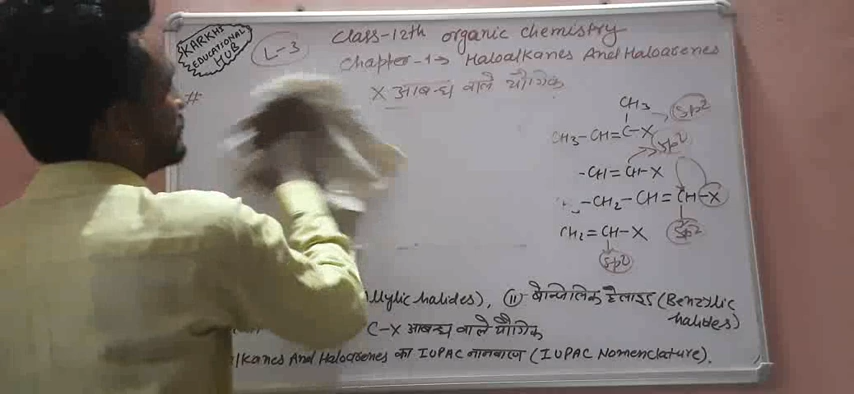 KARKHI
EDUCATIONAL
HUB
L-3
Class-12th organic chemistry
Chapter-1→ Haloalkanes And Haloarenes
#
X आबन्ध वाले यौगिक
CH₃
CH₃-CH=C-X → Sp²
-CH=CH-X Sp²
-CH₂-CH=CH-X
Sp²
CH₂=CH-X
Sp²
llylic halides), (ii) बेन्जिलिक हैलाइड (Benzylic
halides)
C-X आबन्ध वाले यौगिक
lkanes And Haloarenes का IUPAC नामकरण (IUPAC Nomenclature).